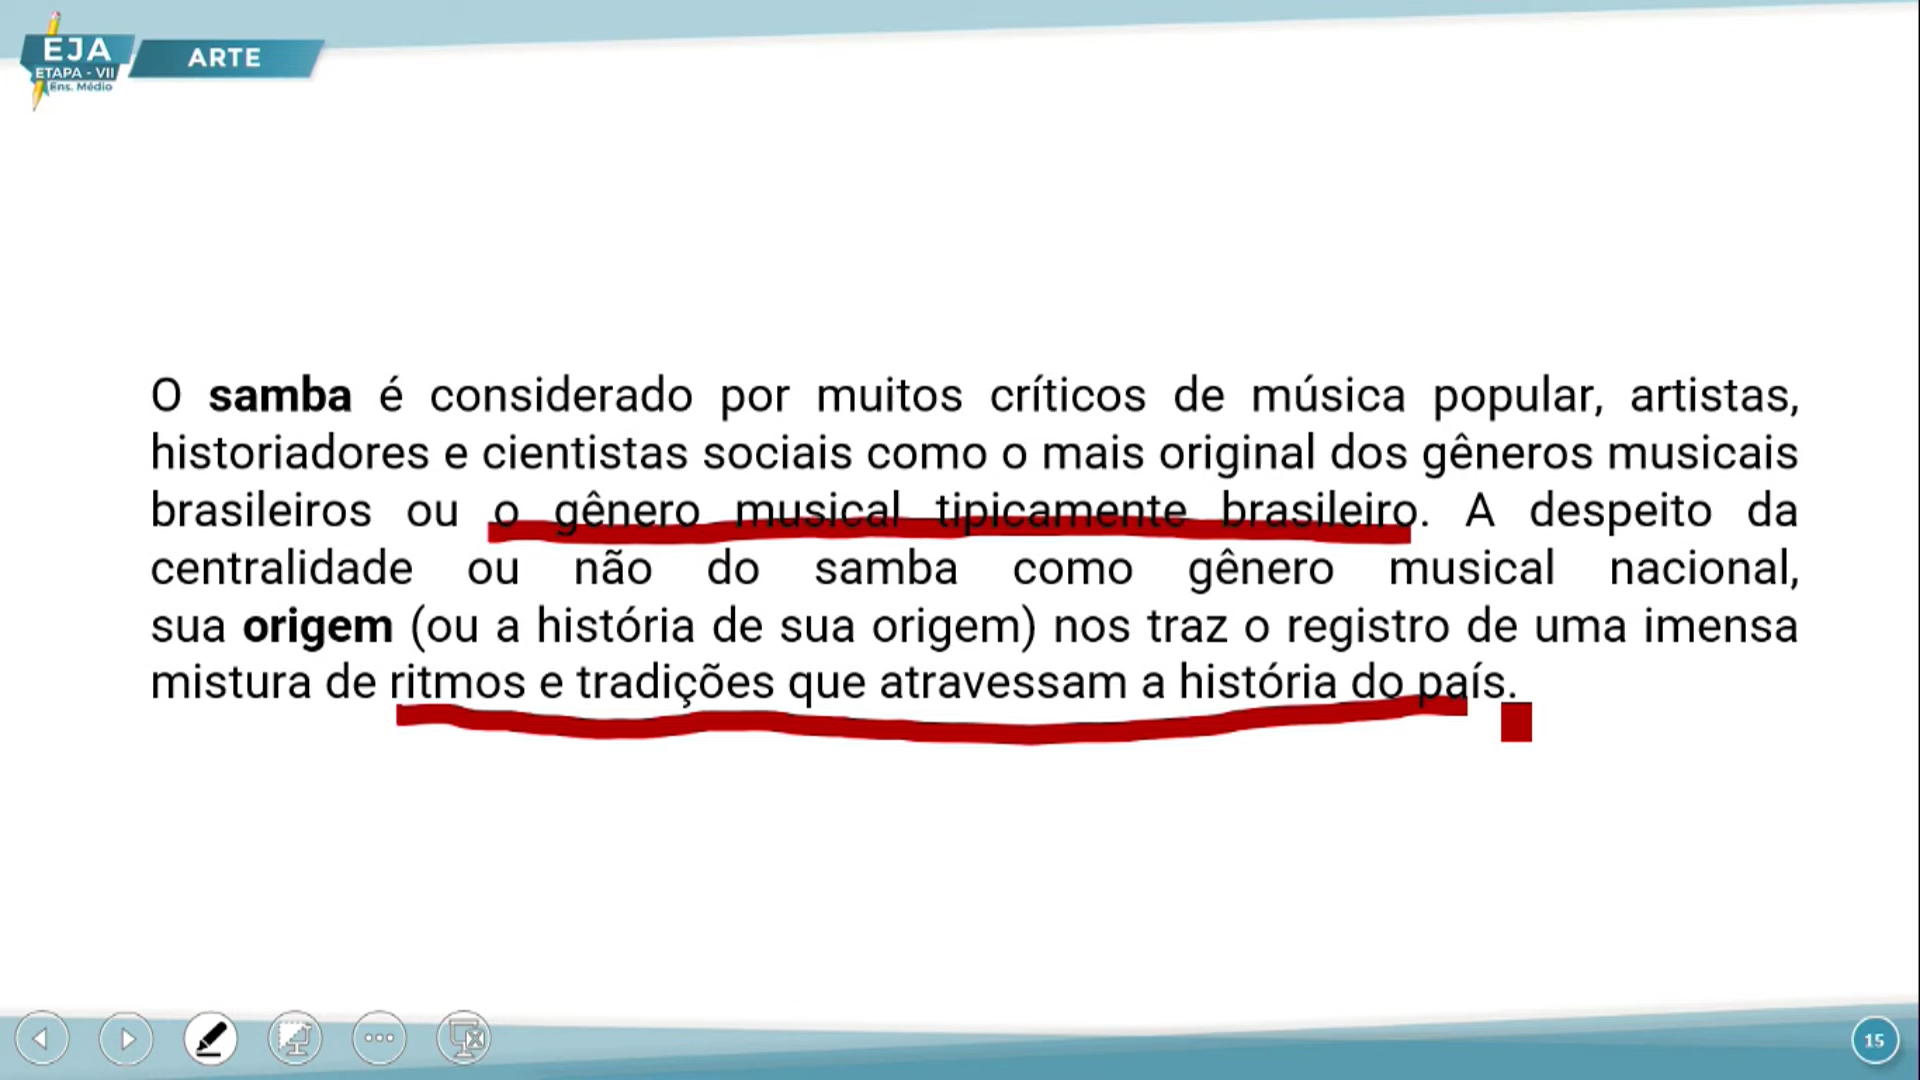 EJA
ETAPA - VII
Ens. Médio
ARTE
O samba é considerado por muitos críticos de música popular, artistas,
historiadores e cientistas sociais como o mais original dos gêneros musicais
brasileiros ou o gênero musical tipicamente brasileiro. A despeito da
centralidade ou não do samba como gênero musical nacional,
sua origem (ou a história de sua origem) nos traz o registro de uma imensa
mistura de ritmos e tradições que atravessam a história do país.
15